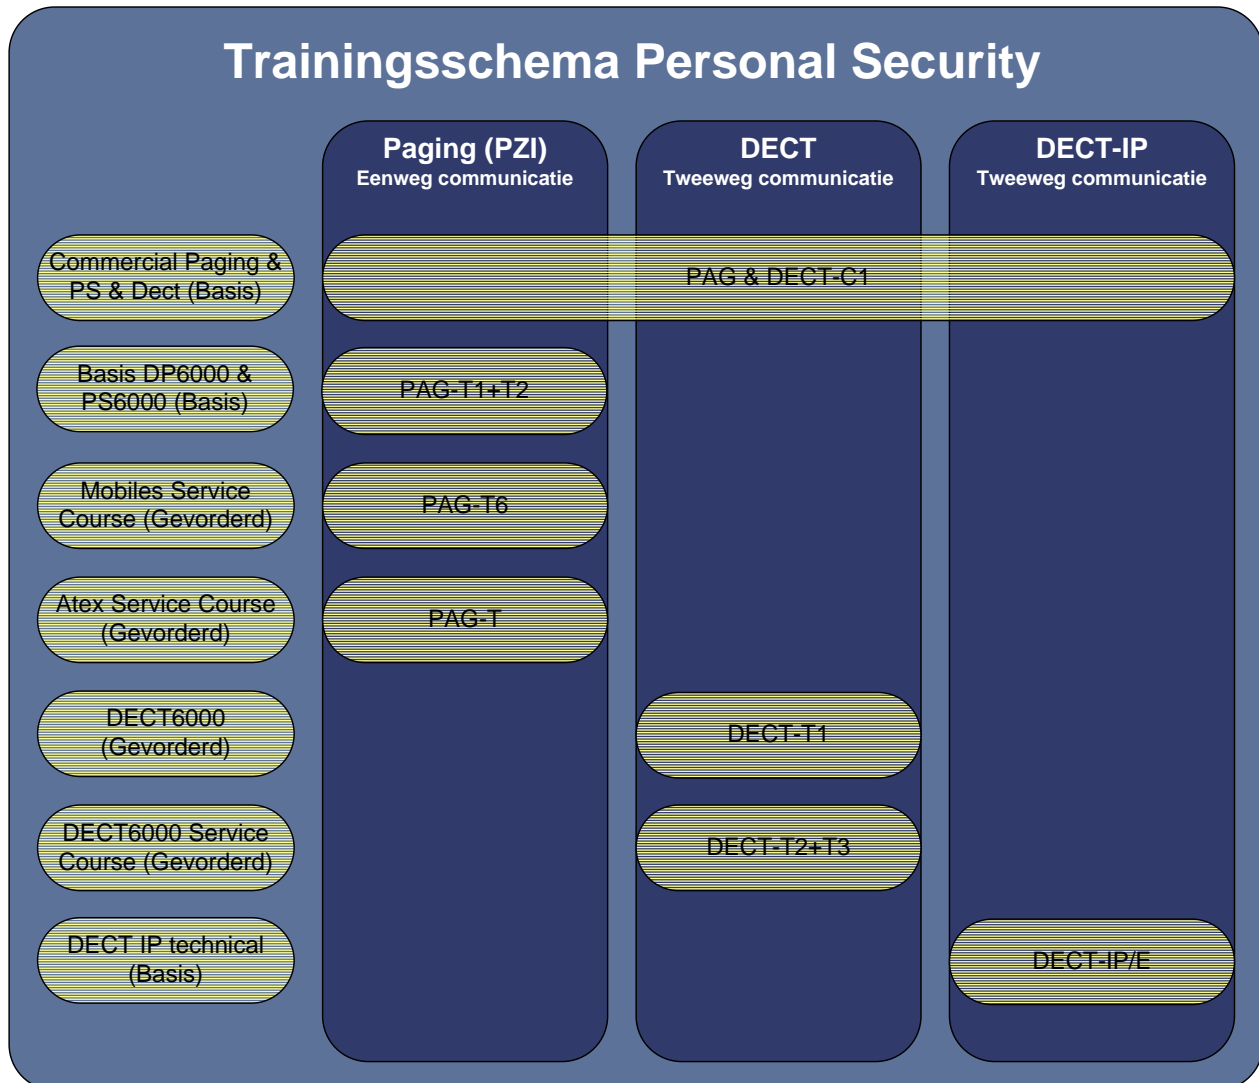 Trainingsschema Personal Security
Paging (PZI)
Eenweg communicatie
DECT
Tweeweg communicatie
DECT-IP
Tweeweg communicatie
Commercial Paging &
PS & Dect (Basis)
PAG & DECT-C1
Basis DP6000 &
PS6000 (Basis)
PAG-T1+T2
Mobiles Service
Course (Gevorderd)
PAG-T6
Atex Service Course
(Gevorderd)
PAG-T
DECT6000
(Gevorderd)
DECT-T1
DECT6000 Service
Course (Gevorderd)
DECT-T2+T3
DECT IP technical
(Basis)
DECT-IP/E